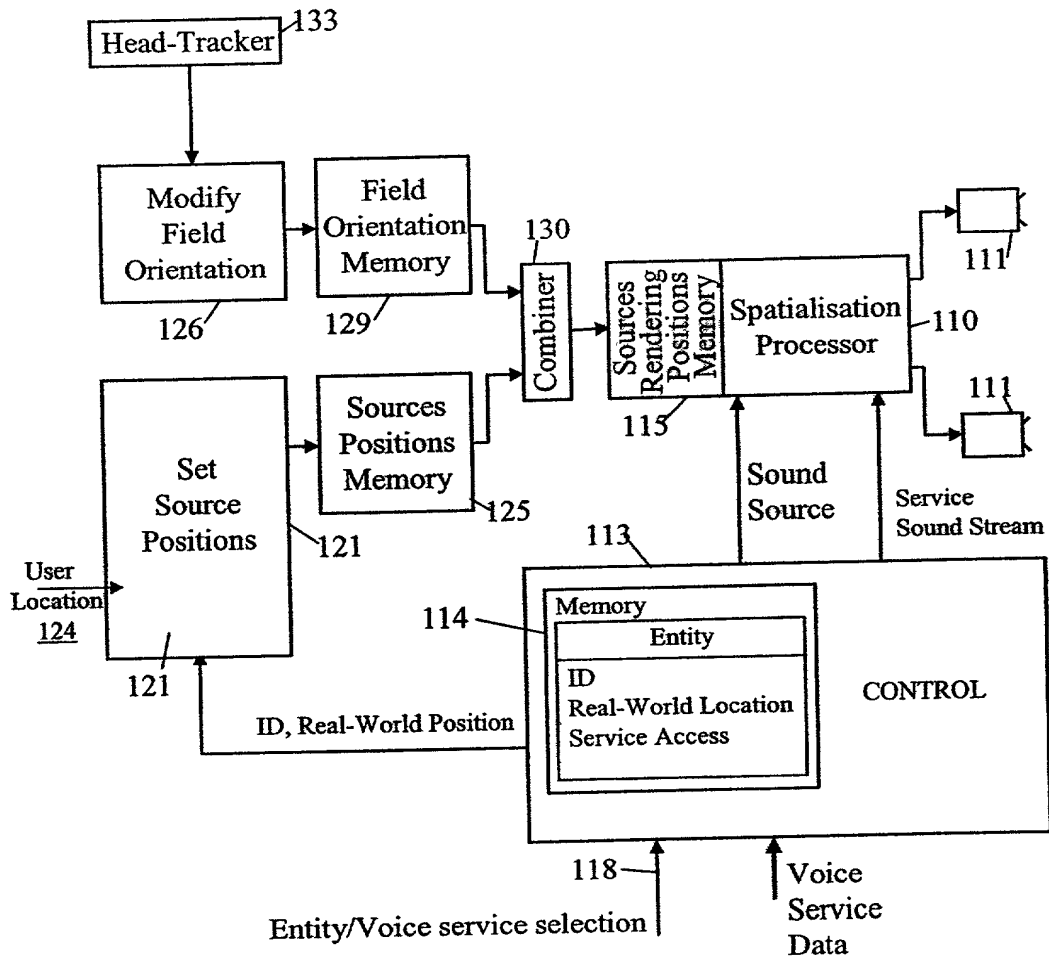 133
Head-Tracker
Modify
Field
Orientation
126
Field
Orientation
Memory
129
130
Combiner
Sources
Rendering
Positions
Memory
115
Spatialisation
Processor
110
111
111
Set
Source
Positions
121
121
User
Location
124
Sources
Positions
Memory
125
Sound
Source
Service
Sound Stream
113
114
Memory
Entity
ID
Real-World Location
Service Access
CONTROL
ID, Real-World Position
118
Entity/Voice service selection
Voice
Service
Data